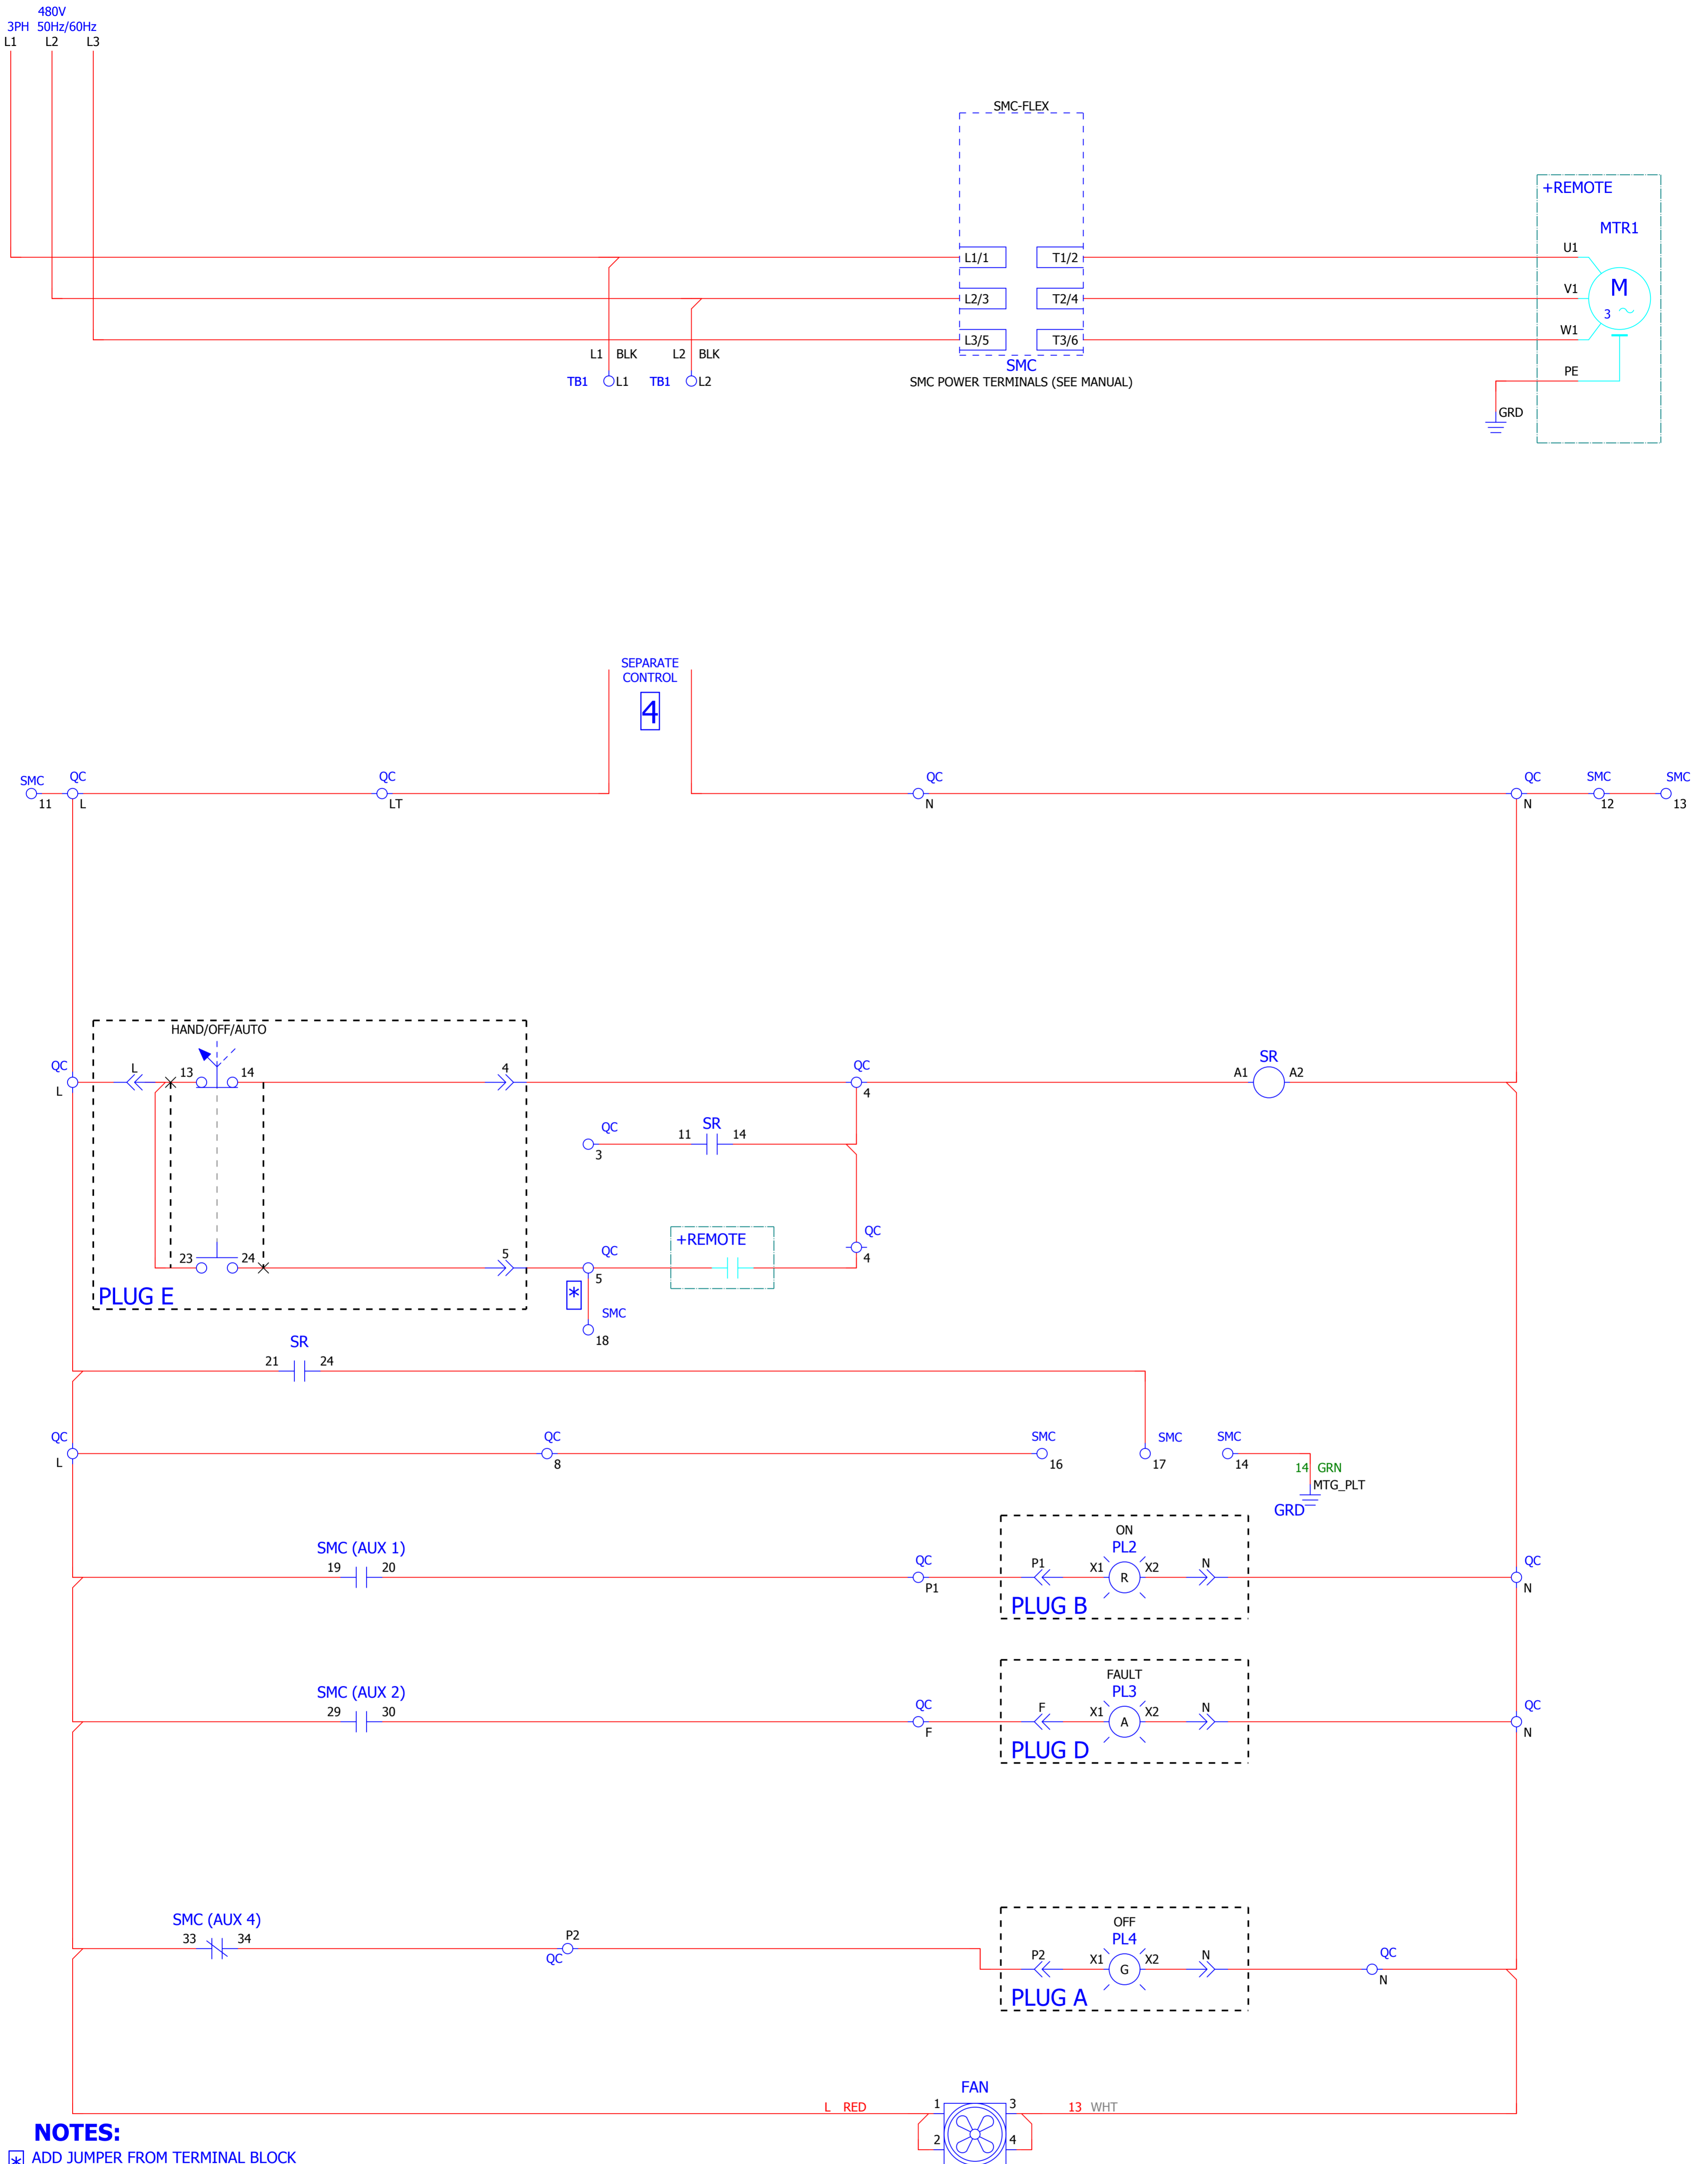 480V
3PH 50Hz/60Hz
L1 L2 L3
SMC-FLEX
+REMOTE
MTR1
L1/1 T1/2 U1
L2/3 T2/4 V1 M
3
L3/5 T3/6 W1
L1 BLK L2 BLK
SMC
TB1 L1 TB1 L2 SMC POWER TERMINALS (SEE MANUAL)
PE
GRD
SEPARATE
CONTROL
4
SMC QC QC QC QC SMC SMC
11 L LT N N 12 13
HAND/OFF/AUTO
QC L 13 14 4 QC SR
L 4 A1 A2
QC 11 SR 14
3
23 24 5 QC +REMOTE QC
5 4
PLUG E * SMC
18
SR
21 24
QC QC SMC SMC SMC
L 8 16 17 14
14 GRN
MTG_PLT
GRD
ON
SMC (AUX 1) PL2
19 20 QC P1 X1 R X2 N QC
P1 N
PLUG B
FAULT
SMC (AUX 2) PL3
29 30 QC F X1 A X2 N QC
F N
PLUG D
OFF
SMC (AUX 4) PL4
33 34 P2 P2 X1 G X2 N QC
QC N
PLUG A
FAN
L RED 1 3 13 WHT
2 4
NOTES:
* ADD JUMPER FROM TERMINAL BLOCK